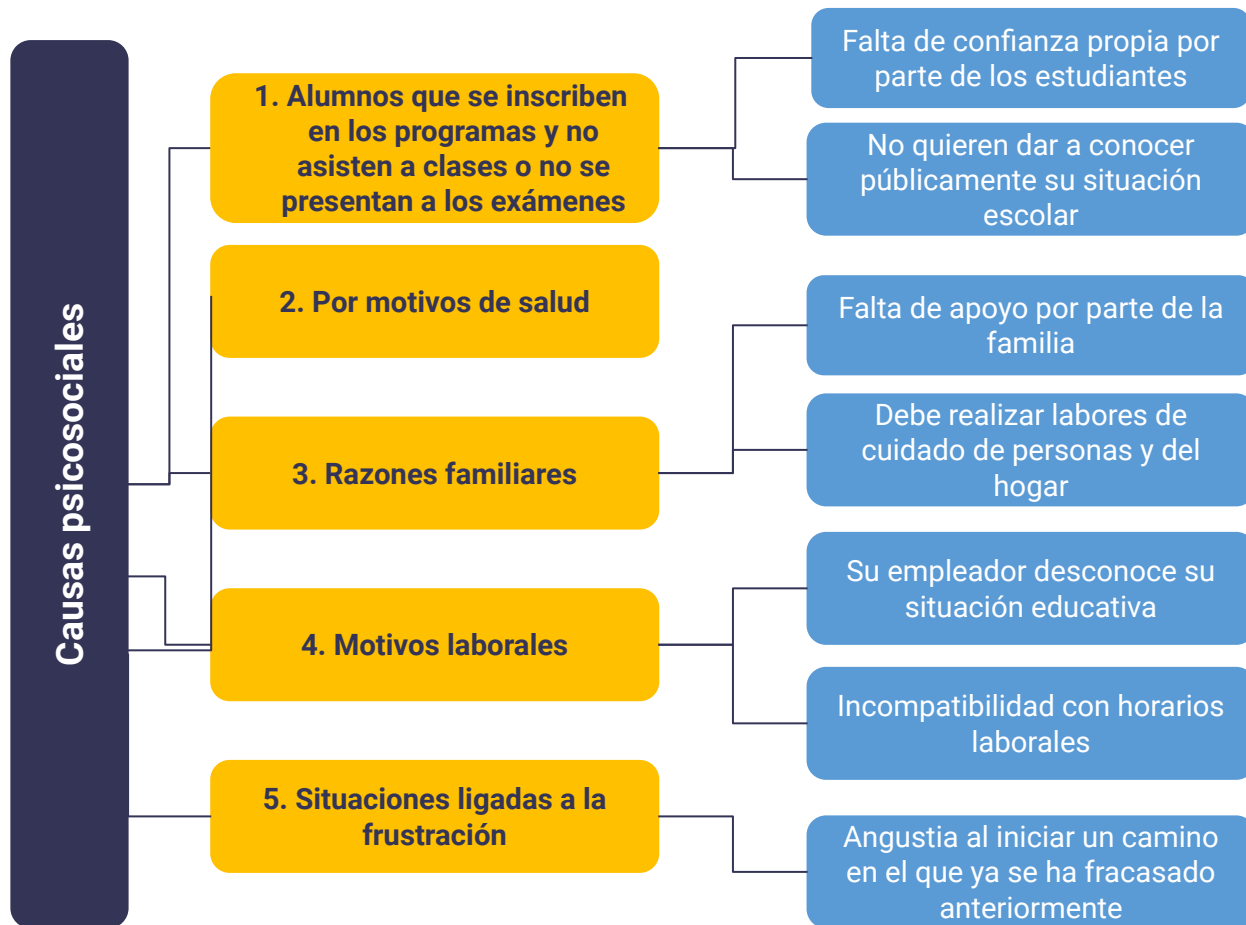 Causas psicosociales
1. Alumnos que se inscriben
en los programas y no
asisten a clases o no se
presentan a los exámenes
Falta de confianza propia por
parte de los estudiantes
No quieren dar a conocer
públicamente su situación
escolar
2. Por motivos de salud
3. Razones familiares
Falta de apoyo por parte de la
familia
Debe realizar labores de
cuidado de personas y del
hogar
4. Motivos laborales
Su empleador desconoce su
situación educativa
Incompatibilidad con horarios
laborales
5. Situaciones ligadas a la
frustración
Angustia al iniciar un camino
en el que ya se ha fracasado
anteriormente